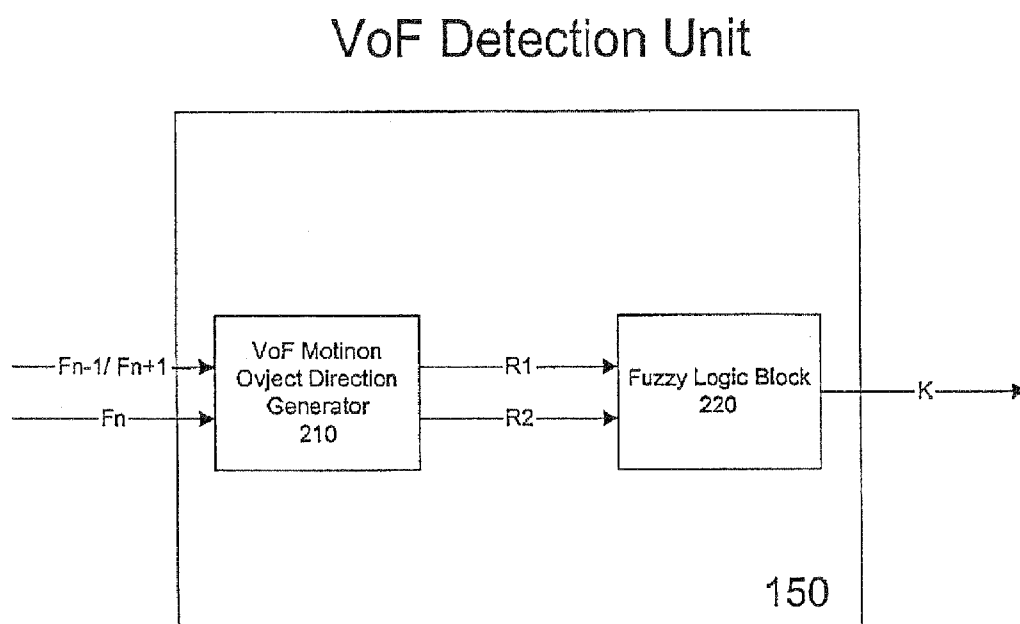 VoF Detection Unit
Fn-1/ Fn+1
Fn
VoF Motinon
Ovject Direction
Generator
210
R1
R2
Fuzzy Logic Block
220
K
150